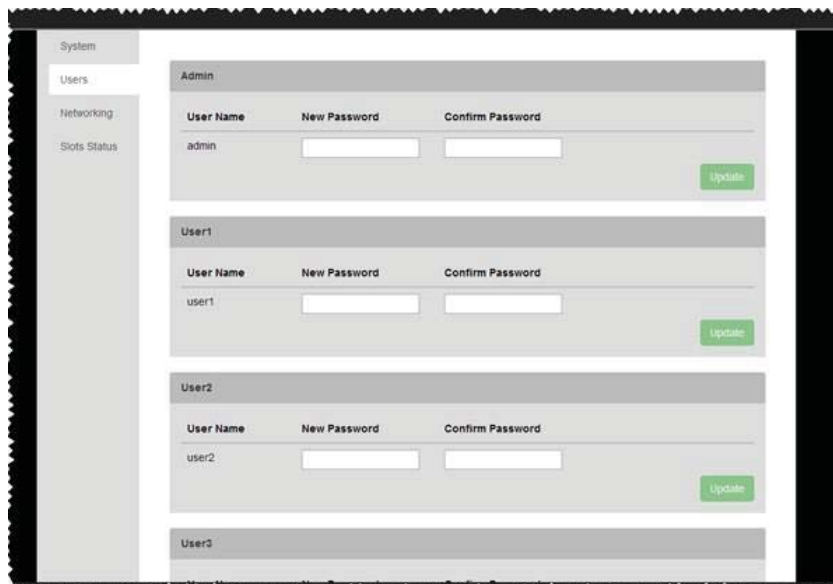 System
Users
Networking
Slots Status
Admin
User Name New Password Confirm Password
admin
Update
User1
User Name New Password Confirm Password
user1
Update
User2
User Name New Password Confirm Password
user2
Update
User3